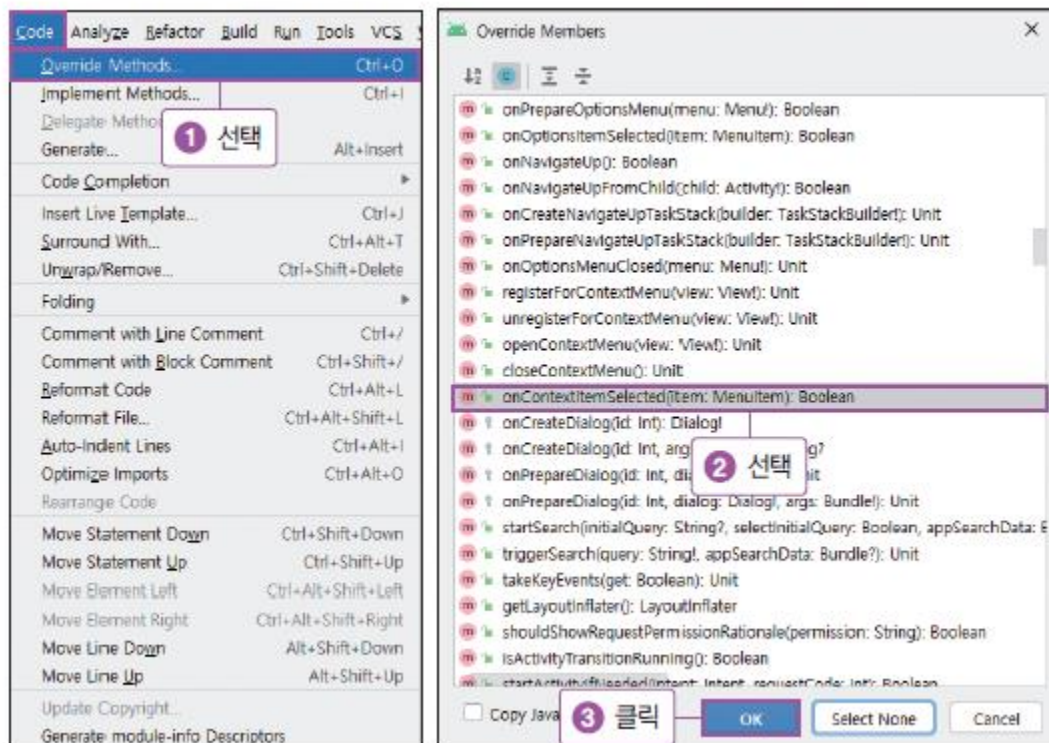 Code Analyze Refactor Build Run Tools VCS
Override Methods... Ctrl+O
Implement Methods... Ctrl+I
Delegate
1 선택
Generate... Alt+Insert
Code Completion
Insert Live Template... Ctrl+J
Surround With... Ctrl+Alt+T
Unwrap/Remove... Ctrl+Shift+Delete
Folding
Comment with Line Comment Ctrl+/
Comment with Block Comment Ctrl+Shift+/
Reformat Code Ctrl+Alt+L
Reformat File... Ctrl+Alt+Shift+L
Auto-Indent Lines Ctrl+Alt+I
Optimize Imports Ctrl+Alt+O
Rearrange Code
Move Statement Down Ctrl+Shift+Down
Move Statement Up Ctrl+Shift+Up
Move Element Left Ctrl+Alt+Shift+Left
Move Element Right Ctrl+Alt+Shift+Right
Move Line Down Alt+Shift+Down
Move Line Up Alt+Shift+Up
Update Copyright...
Generate module-info Descriptors
Override Members
onPrepareOptionsMenu(menu: Menu!): Boolean
onOptionsItemSelected(item: MenuItem): Boolean
onNavigateUp(): Boolean
onNavigateUpFromChild(child: Activity!): Boolean
onCreateNavigateUpTaskStack(builder: TaskStackBuilder!): Unit
onPrepareNavigateUpTaskStack(builder: TaskStackBuilder!): Unit
onOptionsMenuClosed(menu: Menu!): Unit
registerForContextMenu(view: View!): Unit
unregisterForContextMenu(view: View!): Unit
openContextMenu(view: View!): Unit
closeContextMenu(): Unit
onContextItemSelected(item: MenuItem): Boolean
onCreateDialog(id: Int): Dialog!
onCreateDialog(id: Int,
2 선택
onPrepareDialog(id: Int,
onPrepareDialog(id: Int, dialog: Dialog!, args: Bundle!): Unit
startSearch(initialQuery: String?, selectInitialQuery: Boolean, appSearchData:
triggerSearch(query: String!, appSearchData: Bundle?): Unit
takeKeyEvents(get: Boolean): Unit
getLayoutInflater(): LayoutInflater
shouldShowRequestPermissionRationale(permission: String): Boolean
isActivityTransitionRunning(): Boolean
startActivityIfNeeded(intent: Intent, requestCode: Int): Boolean
Copy Java
3 클릭
OK Select None Cancel